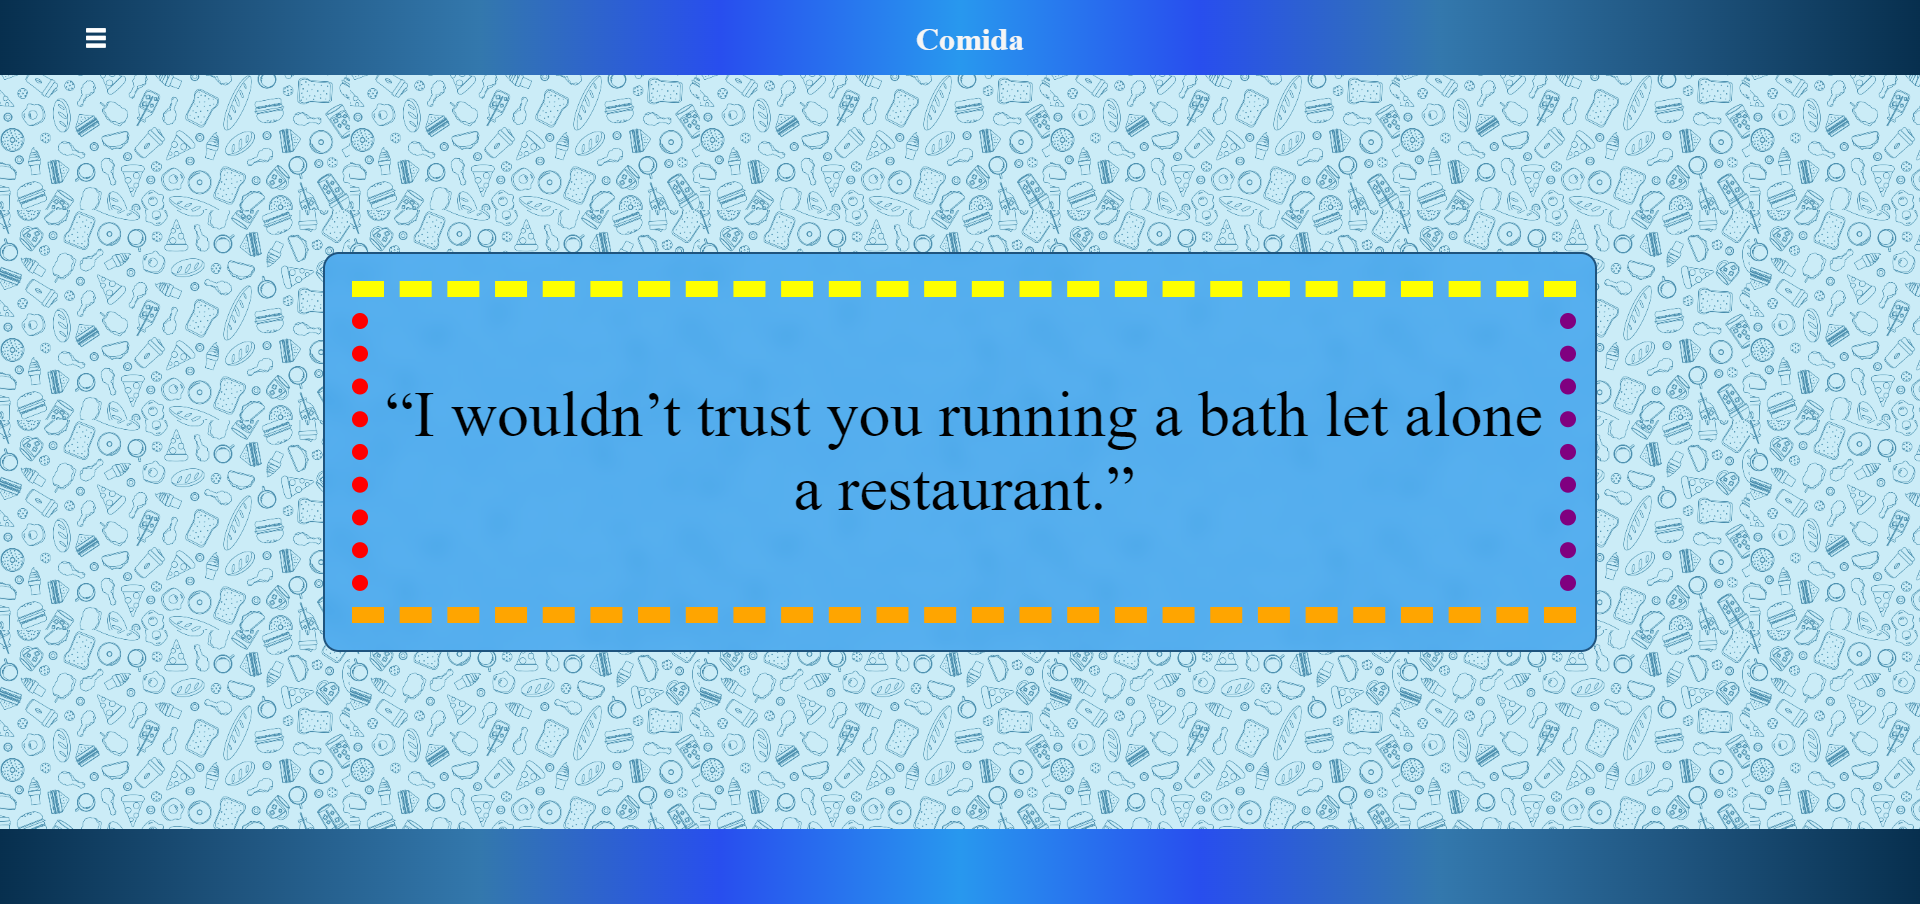 Comida
“I wouldn’t trust you running a bath let alone
a restaurant.”